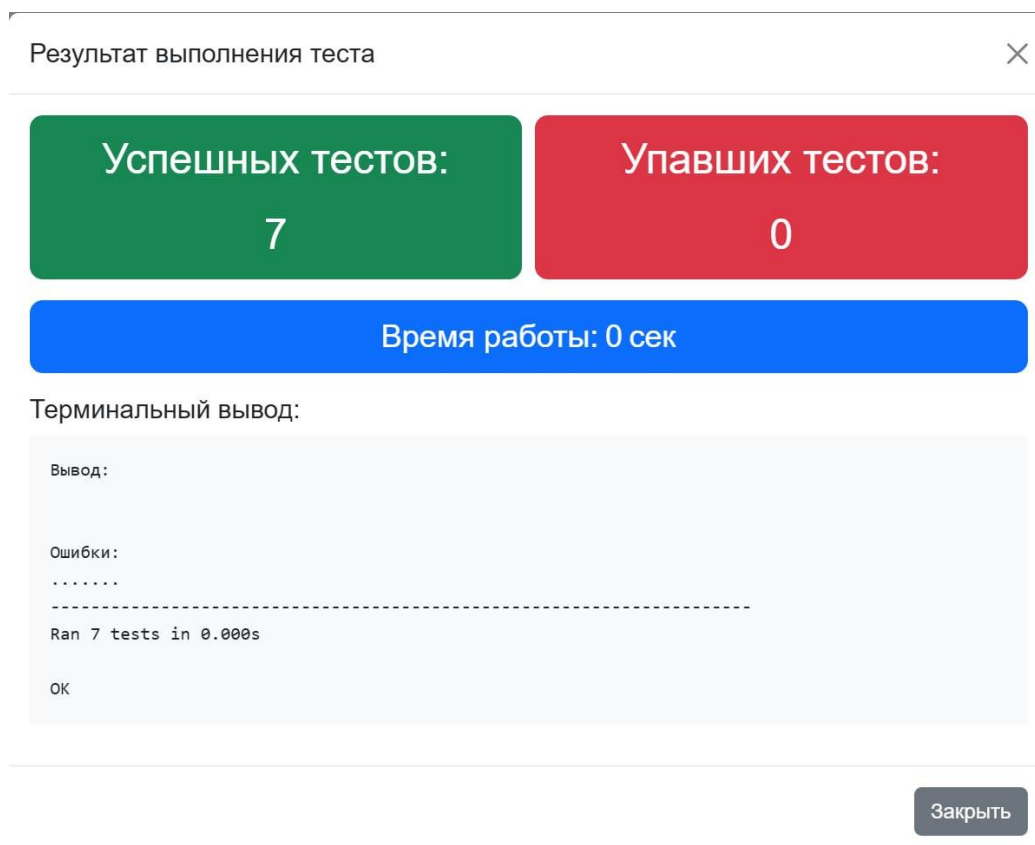 Результат выполнения теста
Успешных тестов:
7
Упавших тестов:
0
Время работы: 0 сек
Терминальный вывод:
Вывод:
Ошибки:
.......
----------------------------------------------------------------------
Ran 7 tests in 0.000s
OK
Закрыть